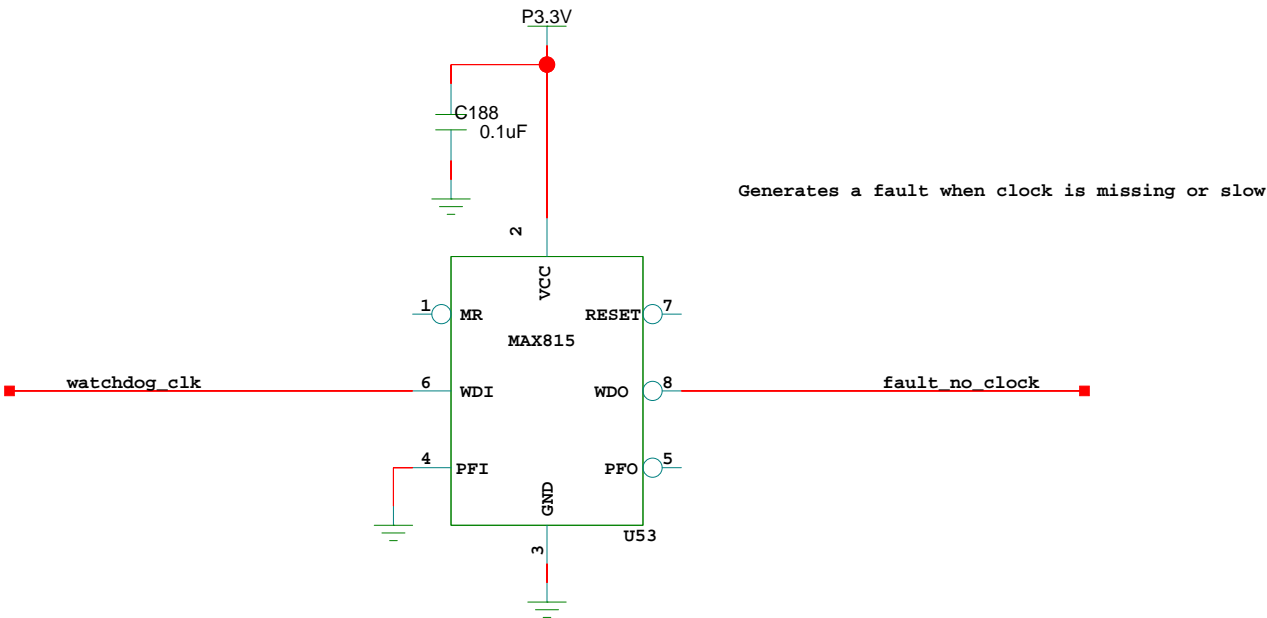 P3.3V
C188
0.1uF
Generates a fault when clock is missing or slow
2
VCC
1
MR
RESET
7
MAX815
watchdog_clk
6
WDI
WDO
8
fault_no_clock
4
PFI
PFO
5
GND
U53
3